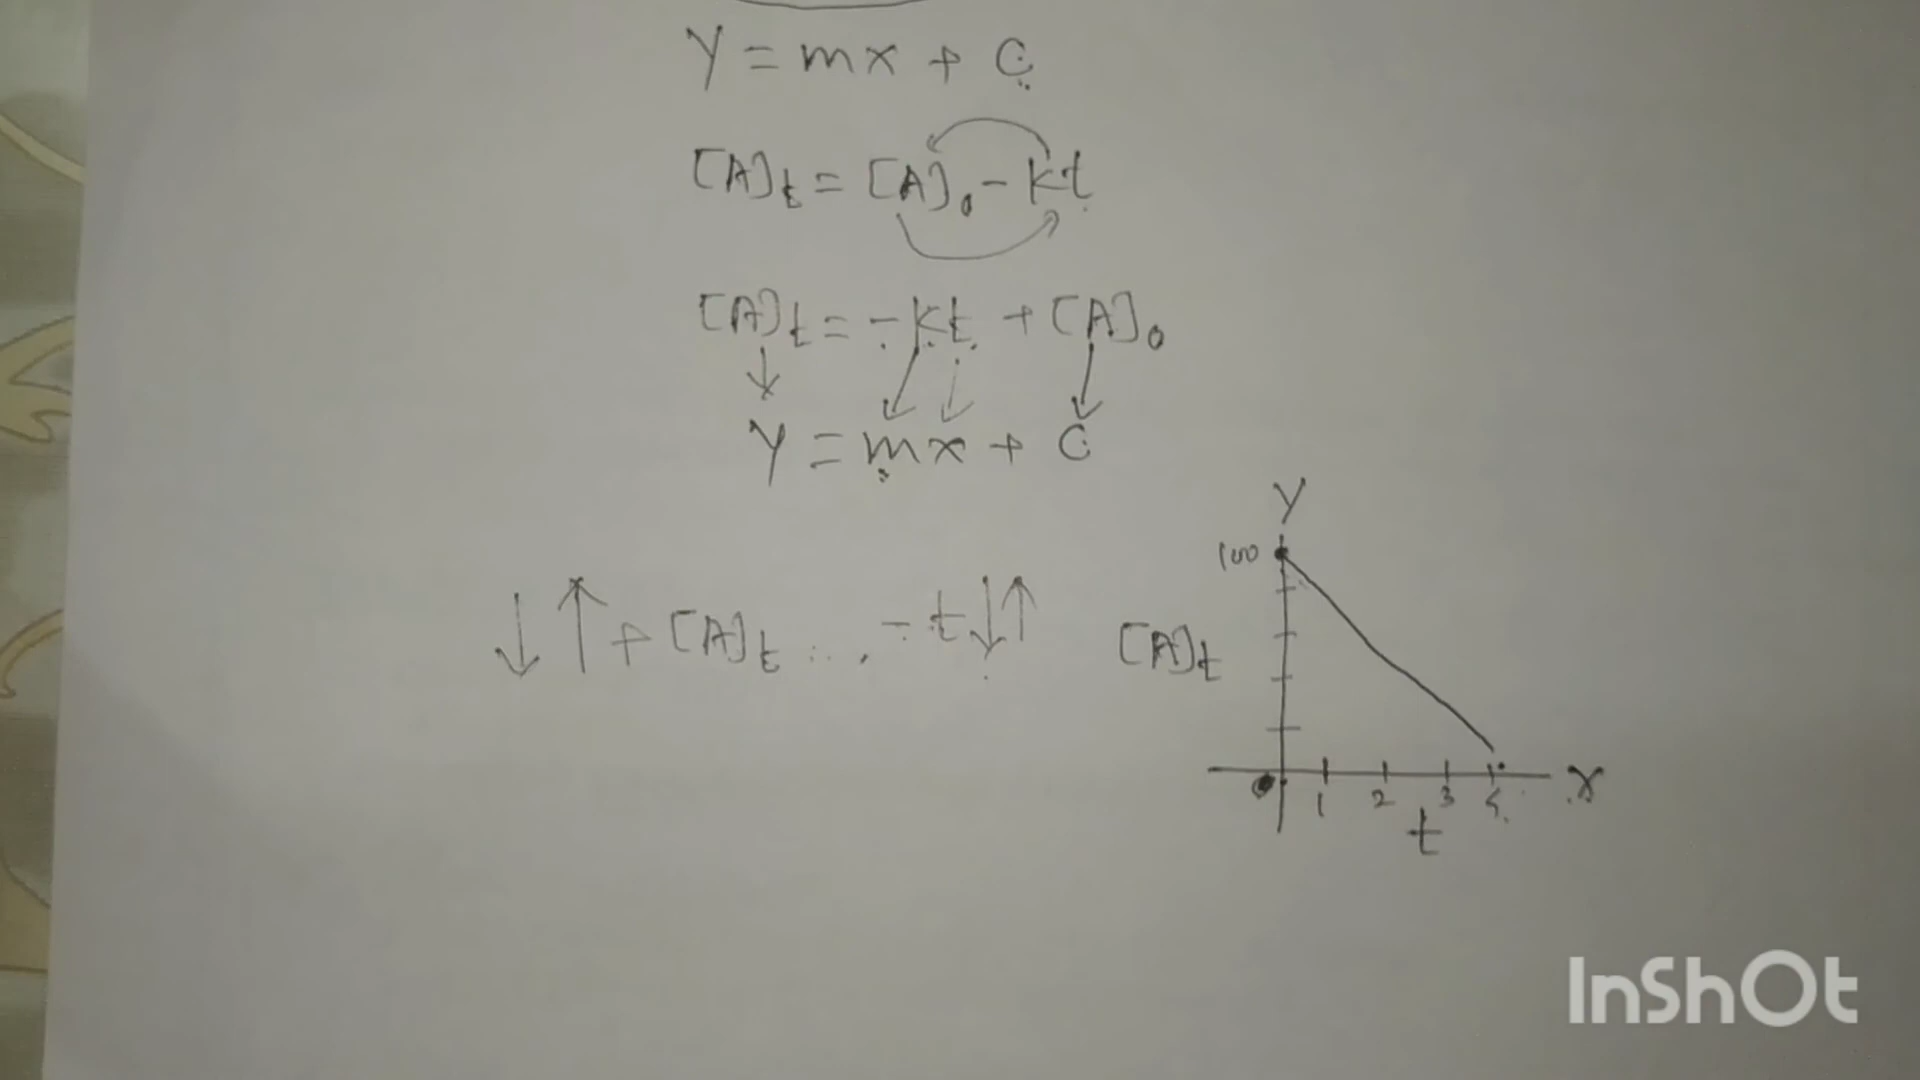 Y = mx + C
[A]t = [A]₀ - kt
[A]t = -kt + [A]₀
Y = mx + C
Y
100
↓ ↑ + [A]t ... - t ↓ ↑
[A]t
1 2 3 4
x
t
InShOt